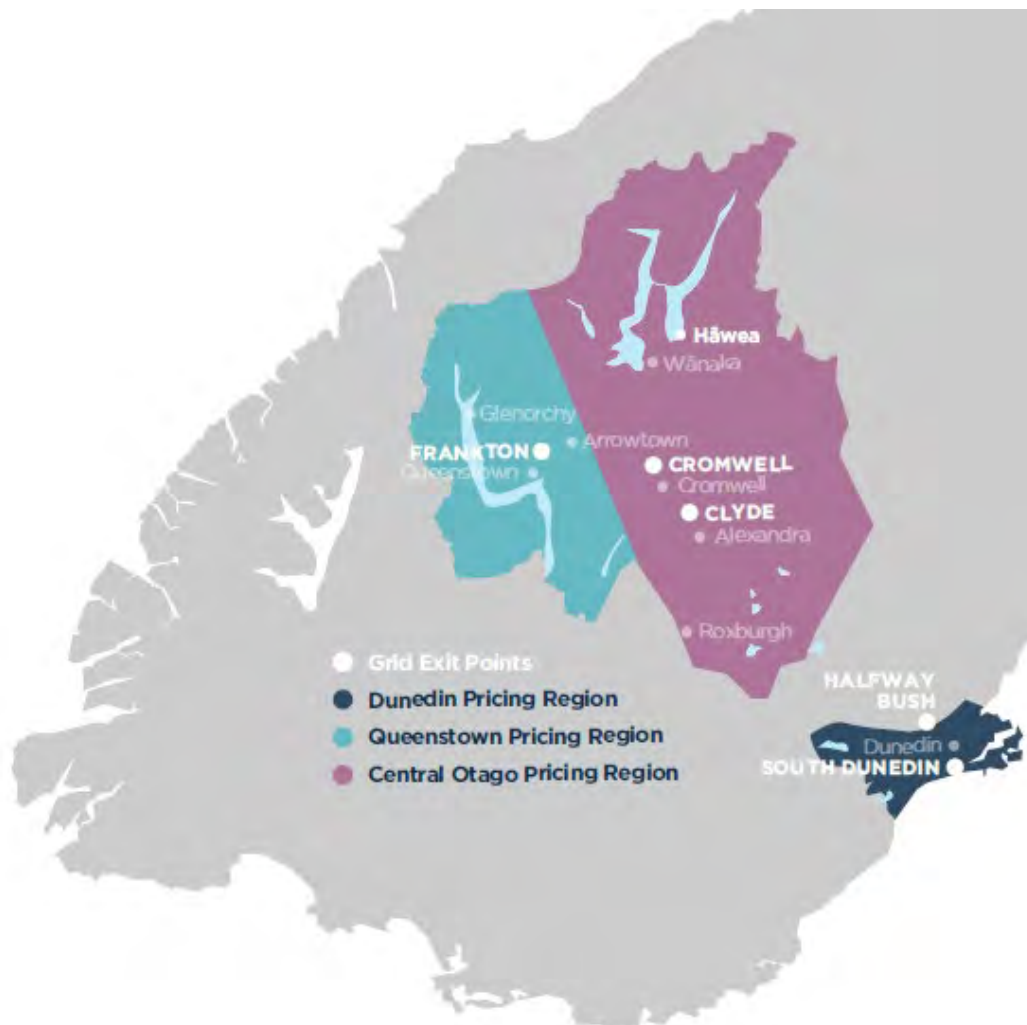 Hāwea
Wānaka
Glenorchy
Arrowtown
FRANKTON
Queenstown
CROMWELL
Cromwell
CLYDE
Alexandra
Roxburgh
Grid Exit Points
Dunedin Pricing Region
Queenstown Pricing Region
Central Otago Pricing Region
HALFWAY
BUSH
Dunedin
SOUTH DUNEDIN